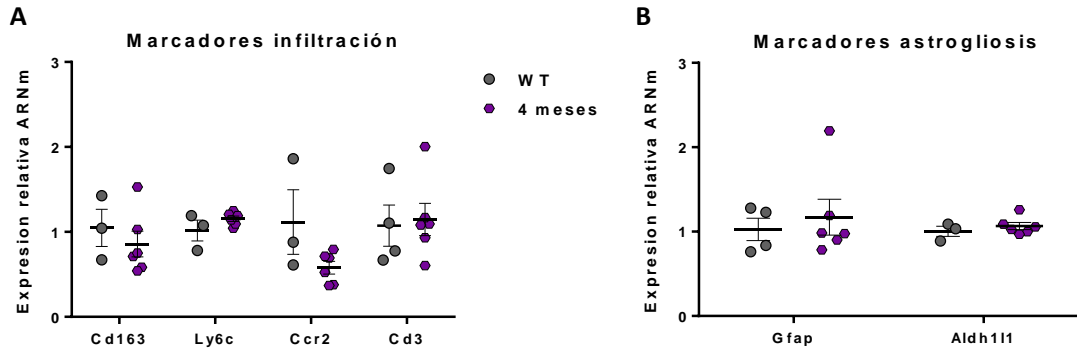 A
Marcadores infiltración
Expresion relativa ARNm
3
2
1
0
Cd163 Ly6c Ccr2 Cd3
WT
4 meses
B
Marcadores astrogliosis
Expresion relativa ARNm
3
2
1
0
Gfap Aldh1l1